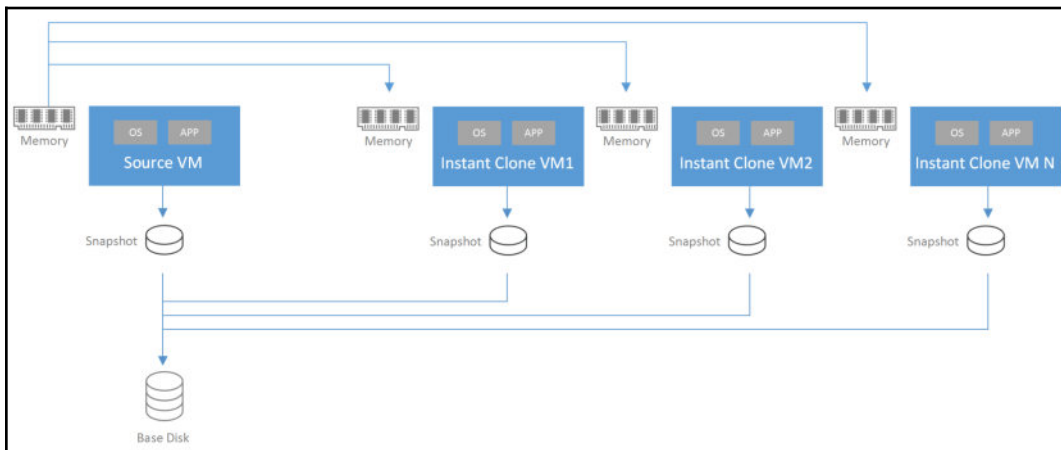 OS APP OS APP OS APP OS APP
Memory Source VM Memory Instant Clone VM1 Memory Instant Clone VM2 Memory Instant Clone VM N
Snapshot Snapshot Snapshot Snapshot
Base Disk